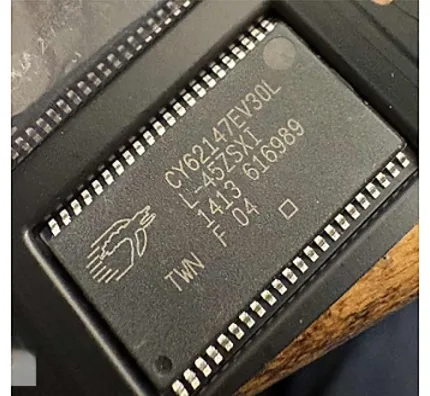 CY62147EV30L
L-45ZSXI
1413 616989
TWN F 04